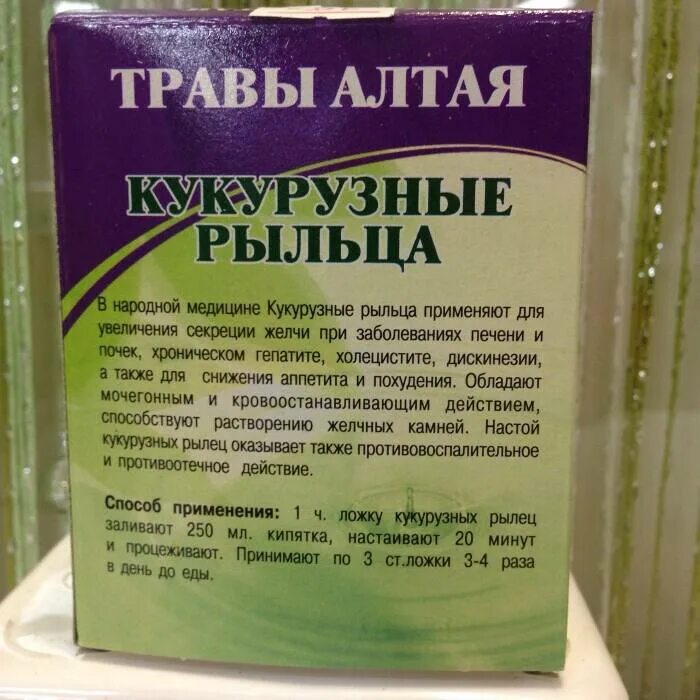 ТРАВЫ АЛТАЯ
КУКУРУЗНЫЕ
РЫЛЬЦА
В народной медицине Кукурузные рыльца применяют для
увеличения секреции желчи при заболеваниях печени и
почек, хроническом гепатите, холецистите, дискинезии,
а также для снижения аппетита и похудения. Обладают
мочегонным и кровоостанавливающим действием,
способствуют растворению желчных камней. Настой
кукурузных рылец оказывает также противовоспалительное
и противоотечное действие.
Способ применения: 1 ч. ложку кукурузных рылец
заливают 250 мл. кипятка, настаивают 20 минут
и процеживают. Принимают по 3 ст.ложки 3-4 раза
в день до еды.